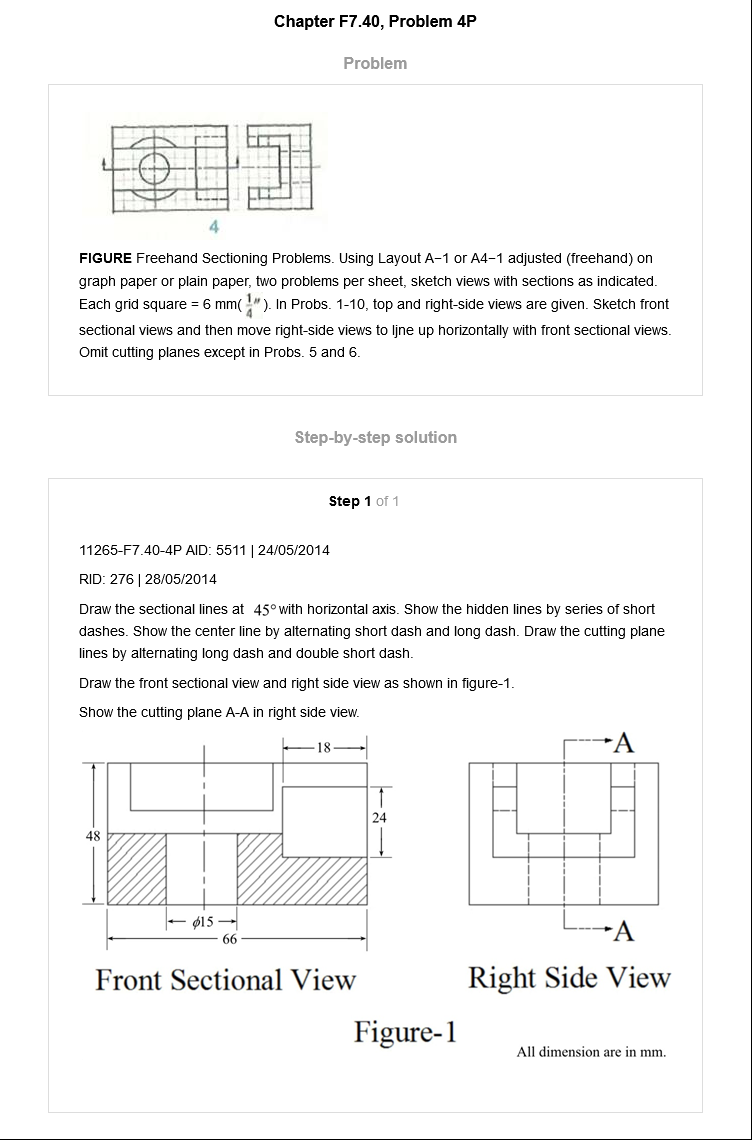 Chapter F7.40, Problem 4P
Problem
4
FIGURE Freehand Sectioning Problems. Using Layout A−1 or A4−1 adjusted (freehand) on
graph paper or plain paper, two problems per sheet, sketch views with sections as indicated.
Each grid square = 6 mm( 1/4″ ). In Probs. 1-10, top and right-side views are given. Sketch front
sectional views and then move right-side views to ljne up horizontally with front sectional views.
Omit cutting planes except in Probs. 5 and 6.
Step-by-step solution
Step 1 of 1
11265-F7.40-4P AID: 5511 | 24/05/2014
RID: 276 | 28/05/2014
Draw the sectional lines at 45° with horizontal axis. Show the hidden lines by series of short
dashes. Show the center line by alternating short dash and long dash. Draw the cutting plane
lines by alternating long dash and double short dash.
Draw the front sectional view and right side view as shown in figure-1.
Show the cutting plane A-A in right side view.
18
A
24
48
ϕ15
66
A
Front Sectional View
Right Side View
Figure-1
All dimension are in mm.